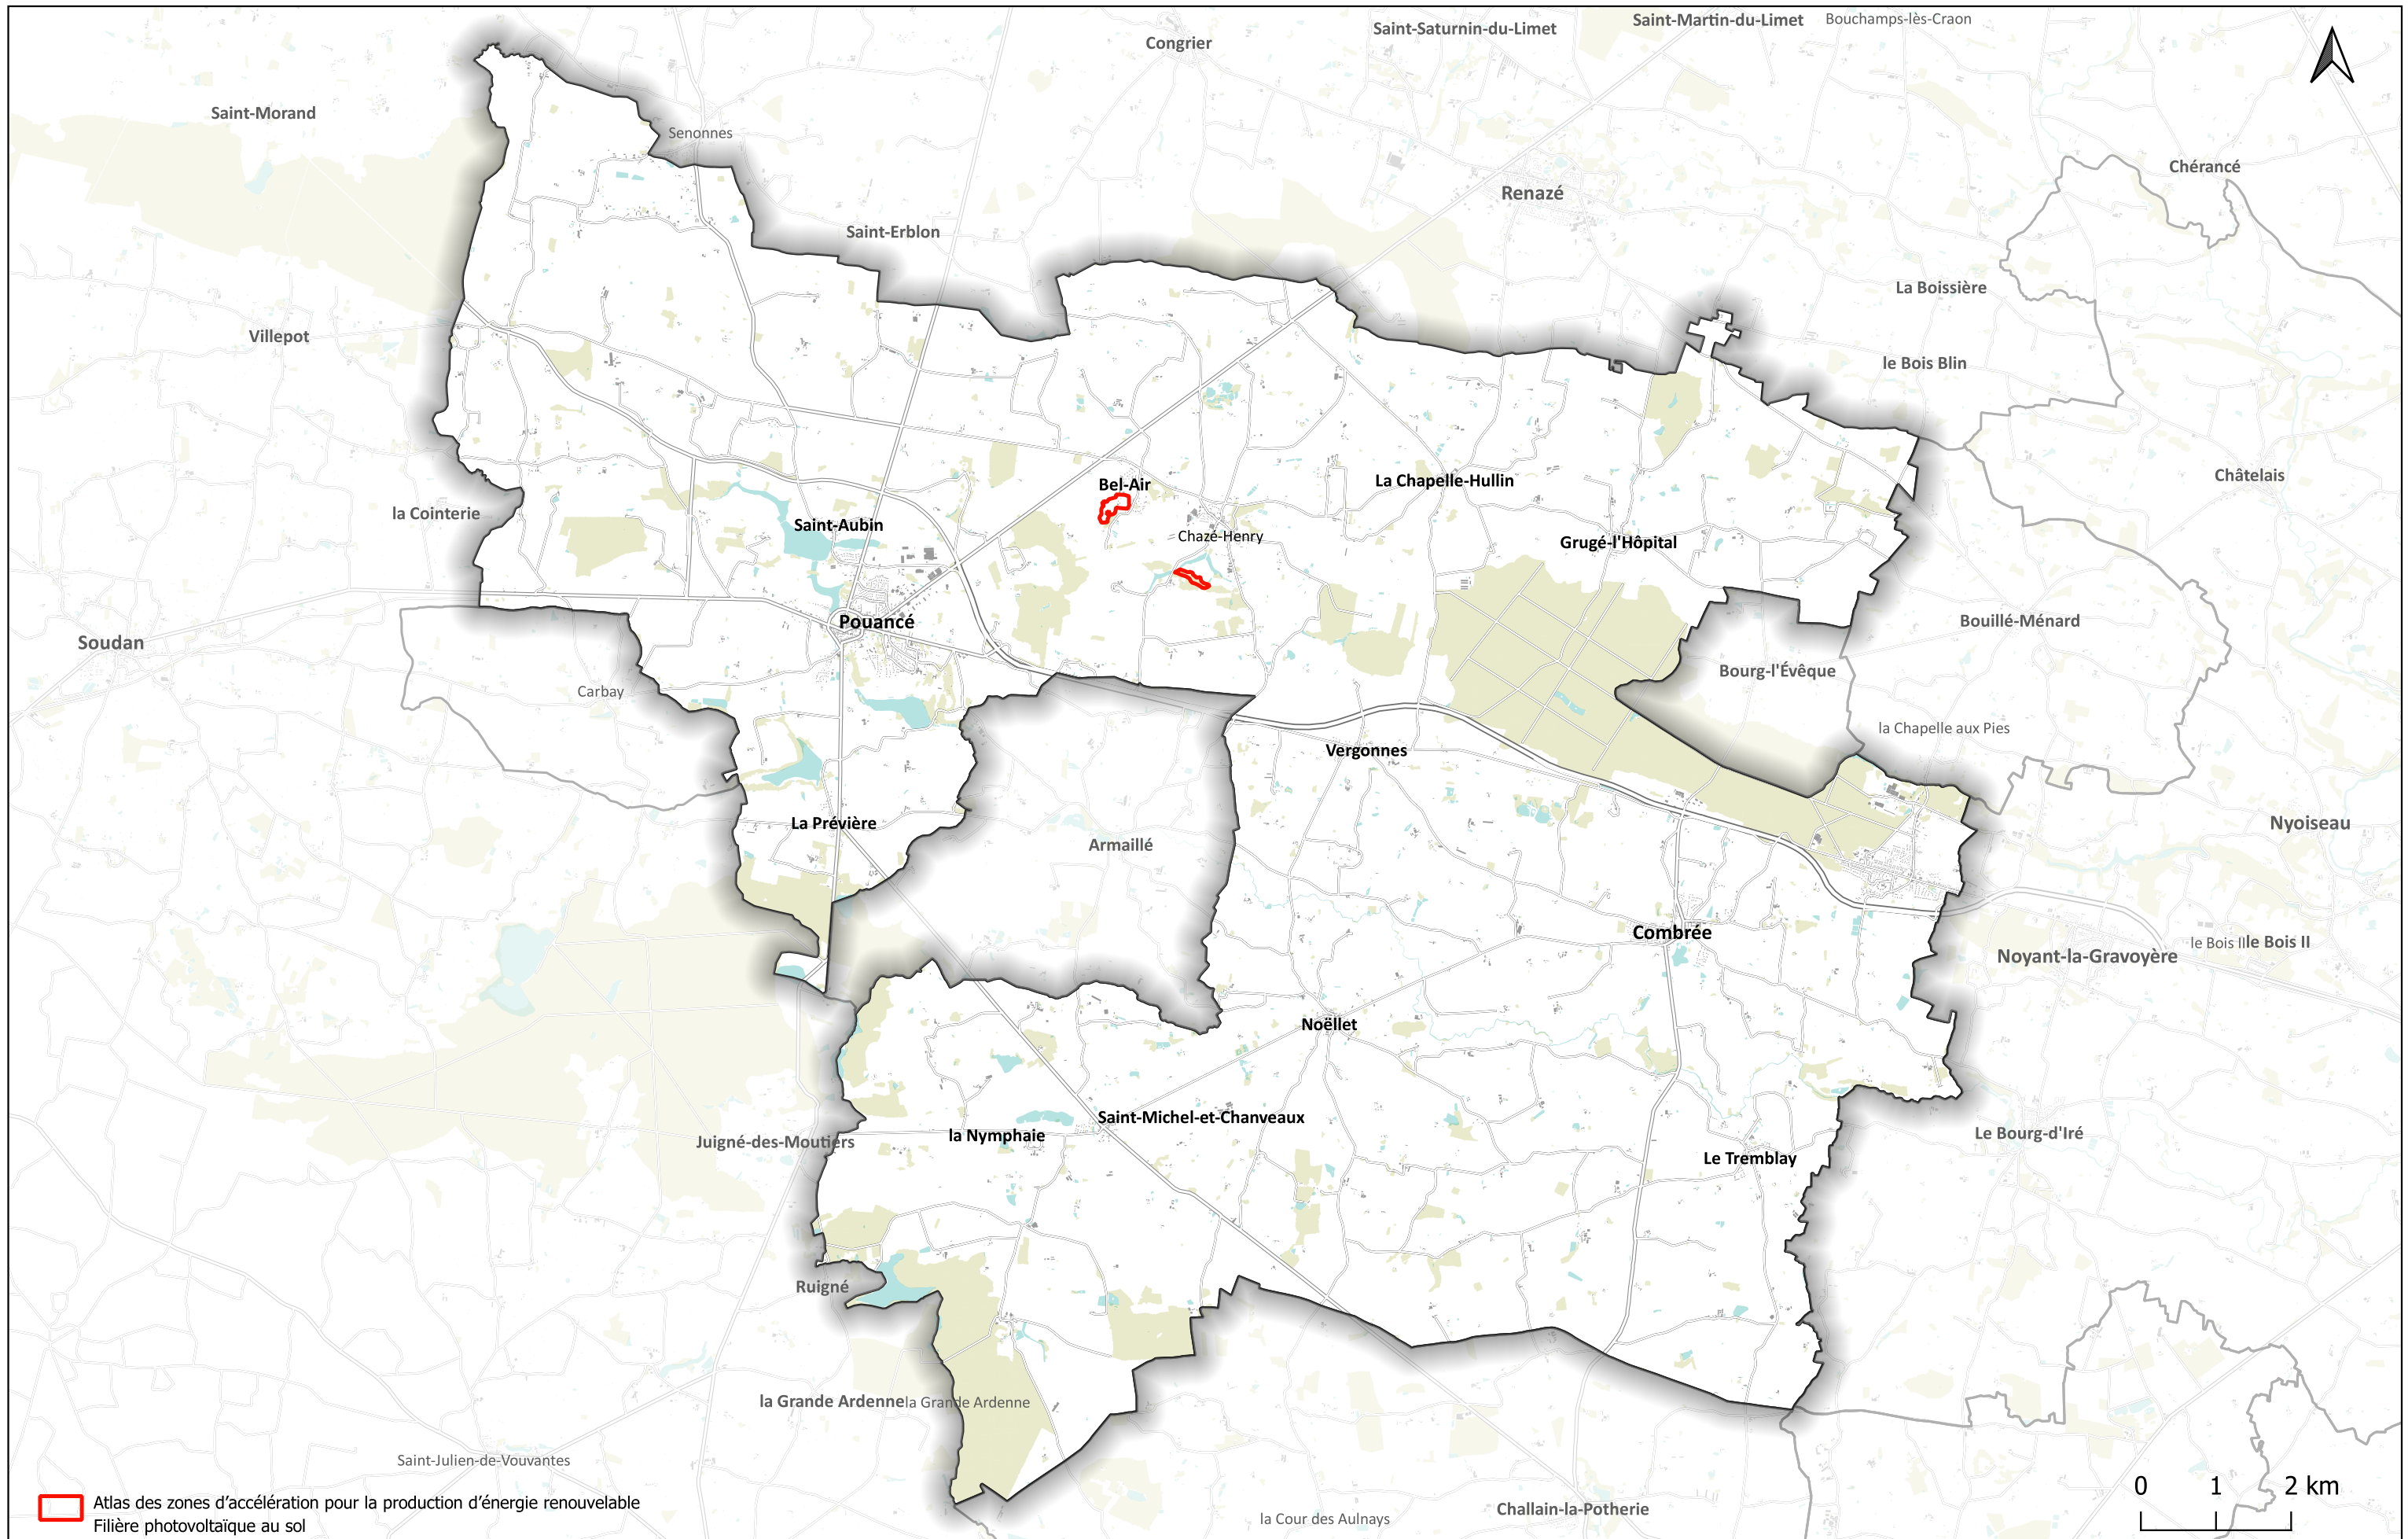 Saint-Martin-du-Limet
Bouchamps-lès-Craon
Saint-Saturnin-du-Limet
Congrier
Saint-Morand
Senonnes
Chérancé
Renazé
Saint-Erblon
La Boissière
Villepot
le Bois Blin
Châtelais
La Chapelle-Hullin
Bel-Air
la Cointerie
Saint-Aubin
Chazé-Henry
Grugé-l'Hôpital
Pouancé
Bouillé-Ménard
Soudan
Bourg-l'Évêque
Carbay
la Chapelle aux Pies
Vergonnes
La Prévière
Nyoiseau
Armaillé
Combrée
le Bois II
le Bois II
Noyant-la-Gravoyère
Noëllet
Saint-Michel-et-Chanveaux
la Nymphaie
Juigné-des-Moutiers
Le Bourg-d'Iré
Le Tremblay
Ruigné
la Grande Ardenne
la Grande Ardenne
Saint-Julien-de-Vouvantes
Challain-la-Potherie
la Cour des Aulnays
0 1 2 km
Atlas des zones d’accélération pour la production d’énergie renouvelable
Filière photovoltaïque au sol